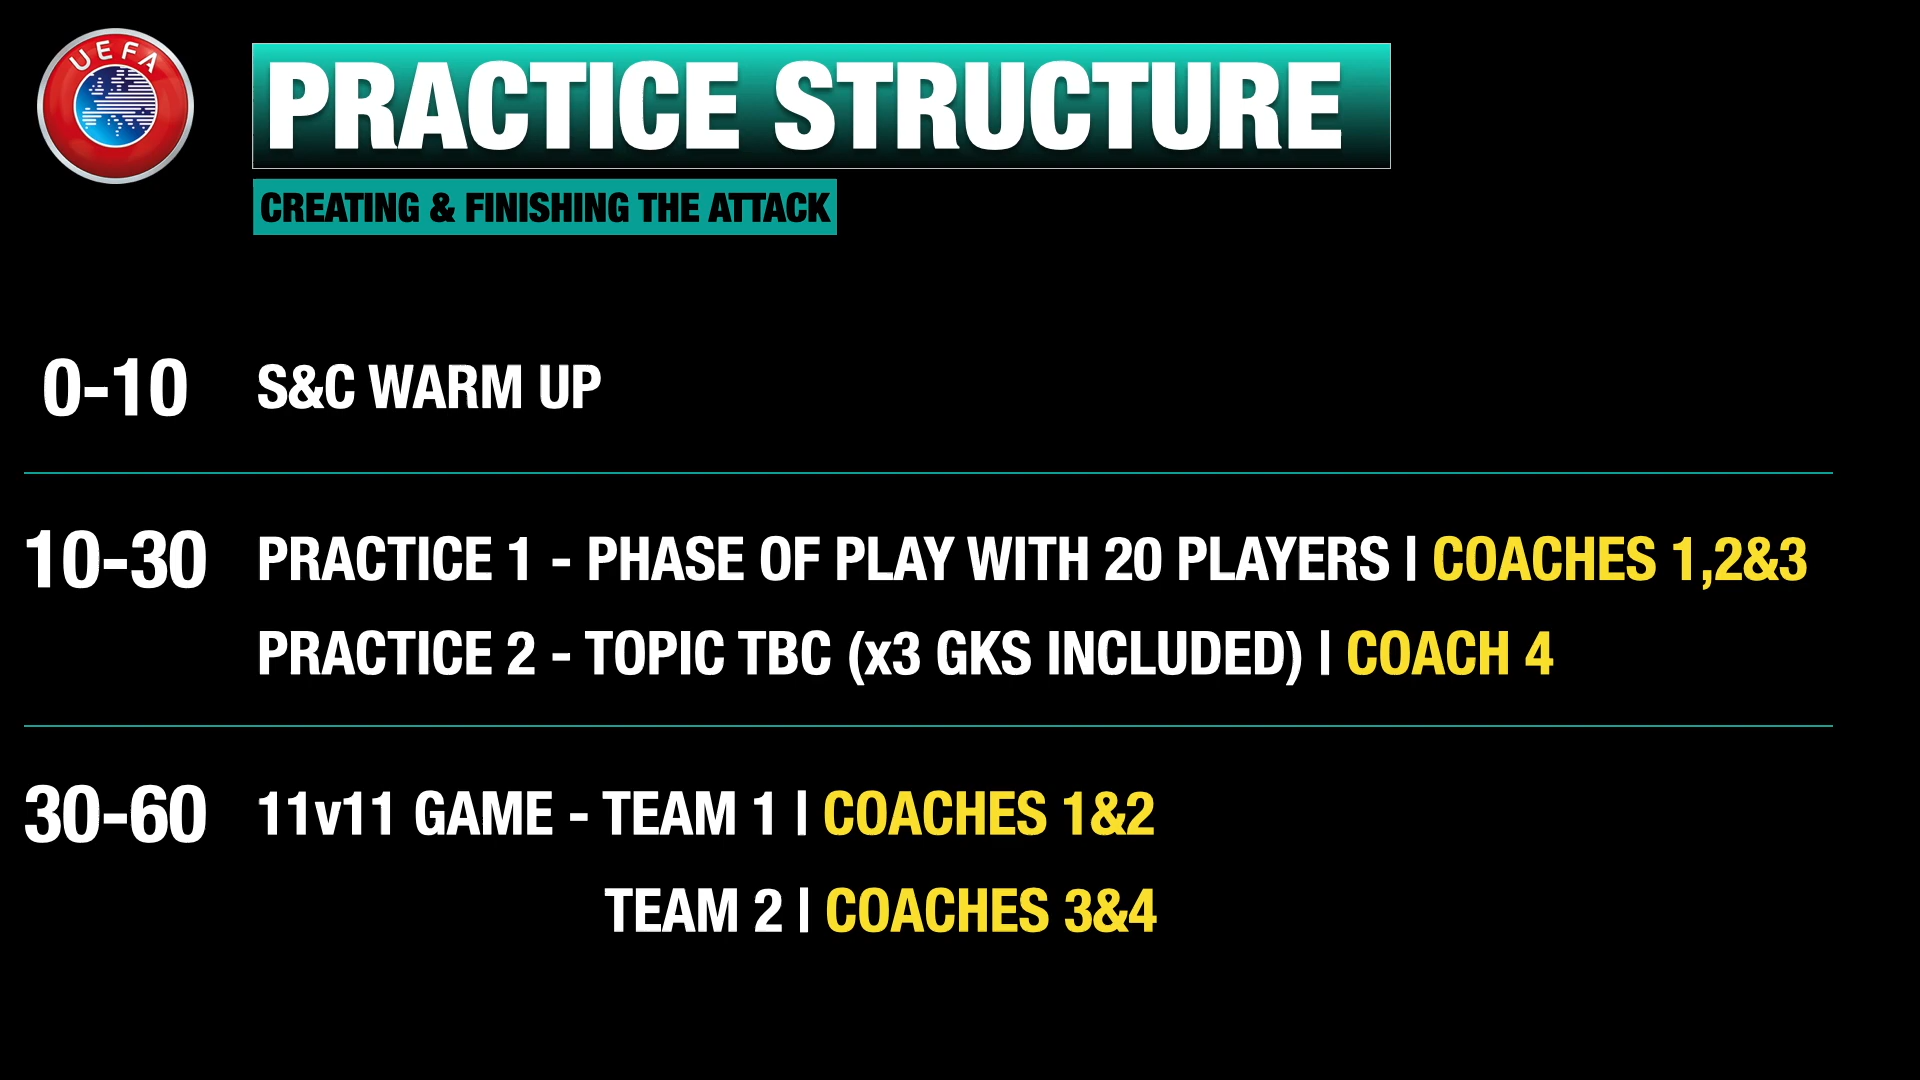 UEFA
PRACTICE STRUCTURE
CREATING & FINISHING THE ATTACK
0-10 S&C WARM UP
10-30 PRACTICE 1 - PHASE OF PLAY WITH 20 PLAYERS | COACHES 1,2&3
PRACTICE 2 - TOPIC TBC (x3 GKS INCLUDED) | COACH 4
30-60 11v11 GAME - TEAM 1 | COACHES 1&2
TEAM 2 | COACHES 3&4